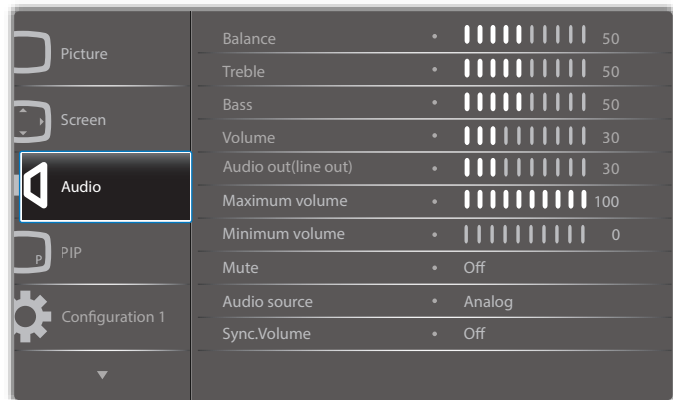 Picture
Screen
Audio
P
PIP
Configuration 1
Balance • 50
Treble • 50
Bass • 50
Volume • 30
Audio out(line out) • 30
Maximum volume • 100
Minimum volume • 0
Mute • Off
Audio source • Analog
Sync.Volume • Off